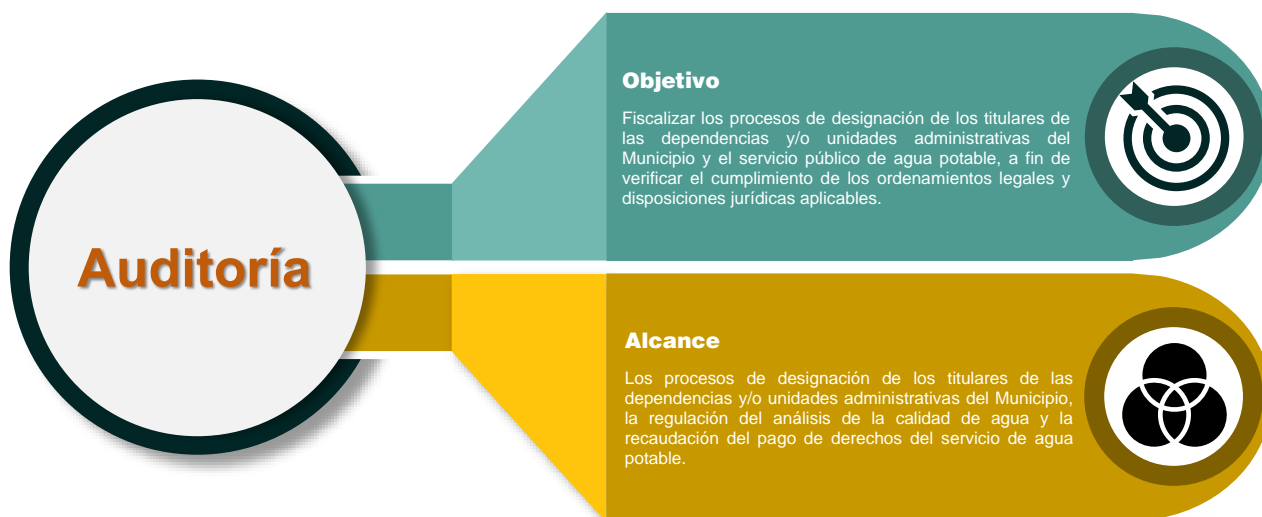 Auditoría
Objetivo
Fiscalizar los procesos de designación de los titulares de
las dependencias y/o unidades administrativas del
Municipio y el servicio público de agua potable, a fin de
verificar el cumplimiento de los ordenamientos legales y
disposiciones jurídicas aplicables.
Alcance
Los procesos de designación de los titulares de las
dependencias y/o unidades administrativas del Municipio,
la regulación del análisis de la calidad de agua y la
recaudación del pago de derechos del servicio de agua
potable.